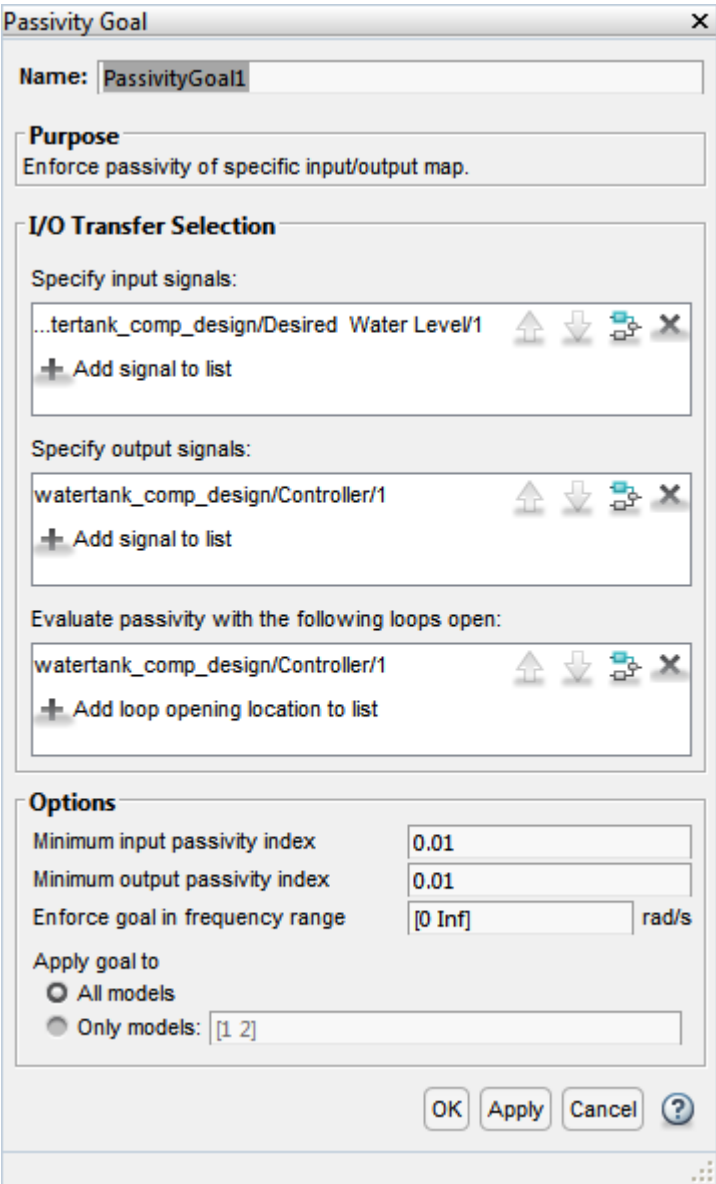 Passivity Goal
Name: PassivityGoal1
Purpose
Enforce passivity of specific input/output map.
I/O Transfer Selection
Specify input signals:
...tertank_comp_design/Desired Water Level/1
Add signal to list
Specify output signals:
watertank_comp_design/Controller/1
Add signal to list
Evaluate passivity with the following loops open:
watertank_comp_design/Controller/1
Add loop opening location to list
Options
Minimum input passivity index 0.01
Minimum output passivity index 0.01
Enforce goal in frequency range [0 Inf] rad/s
Apply goal to
All models
Only models: [1 2]
OK Apply Cancel ?